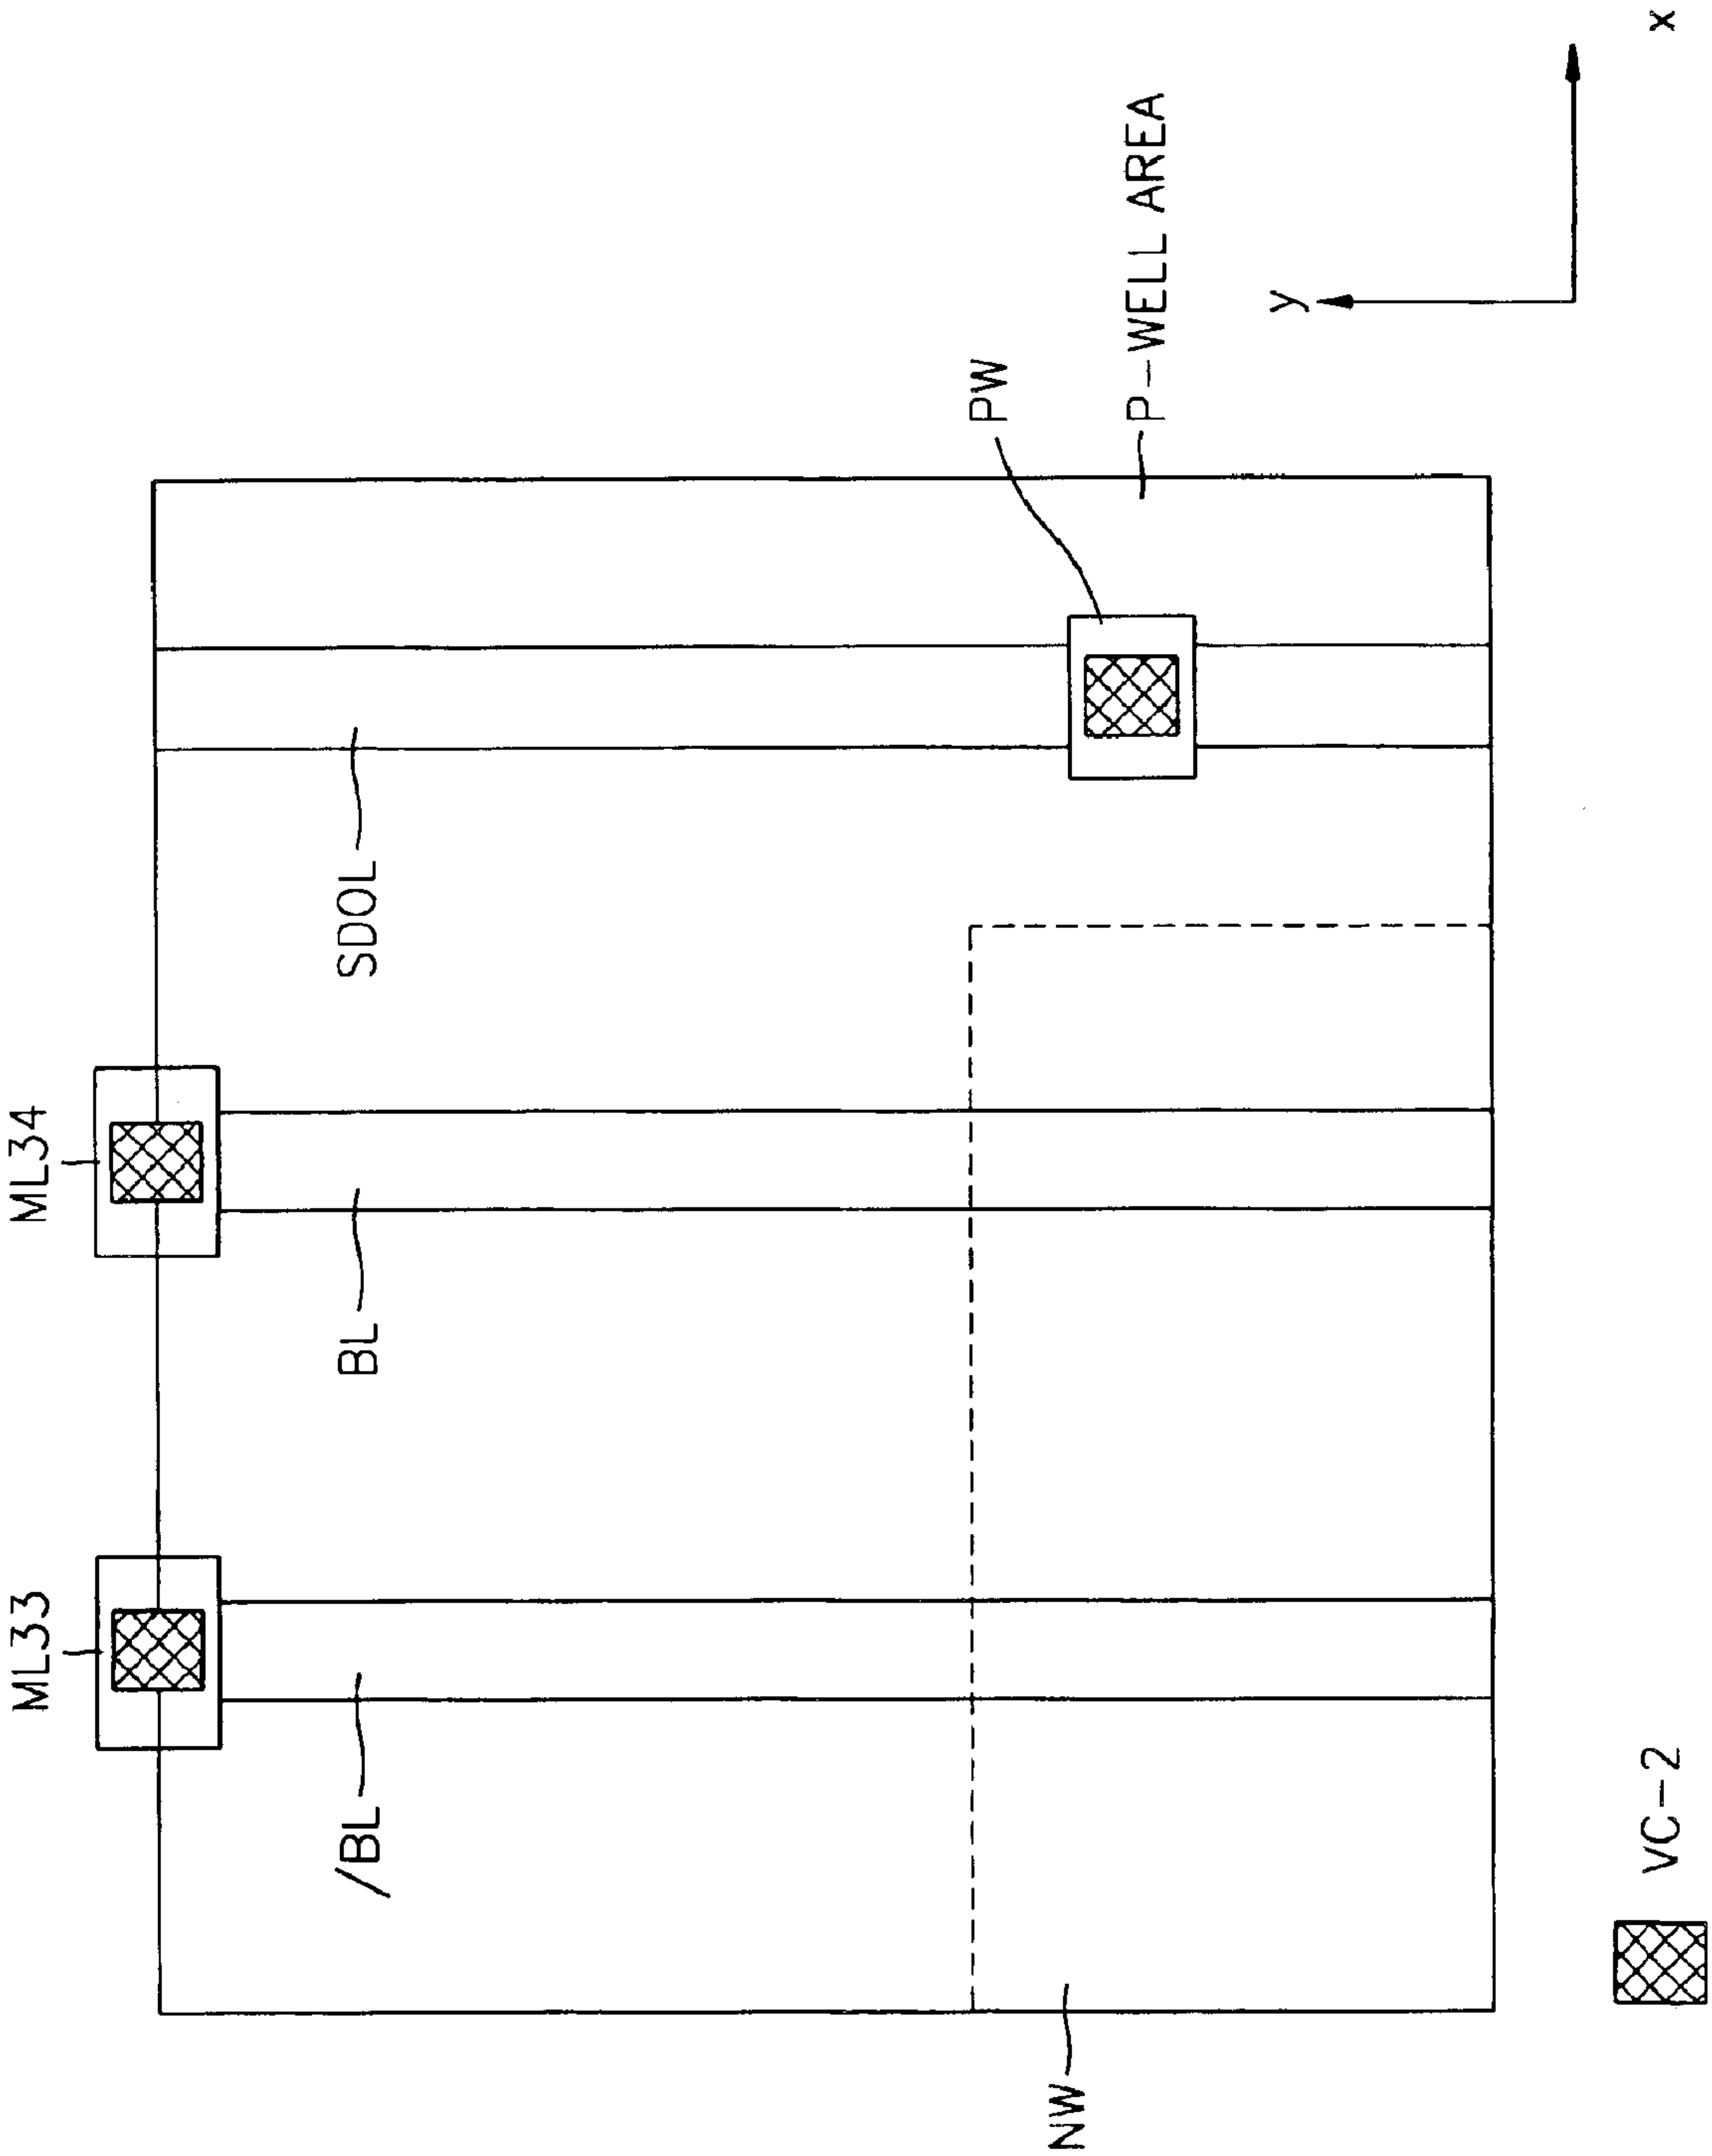 ML33
ML34
/BL
BL
SDOL
PW
NW
P-WELL AREA
y
VC-2
x